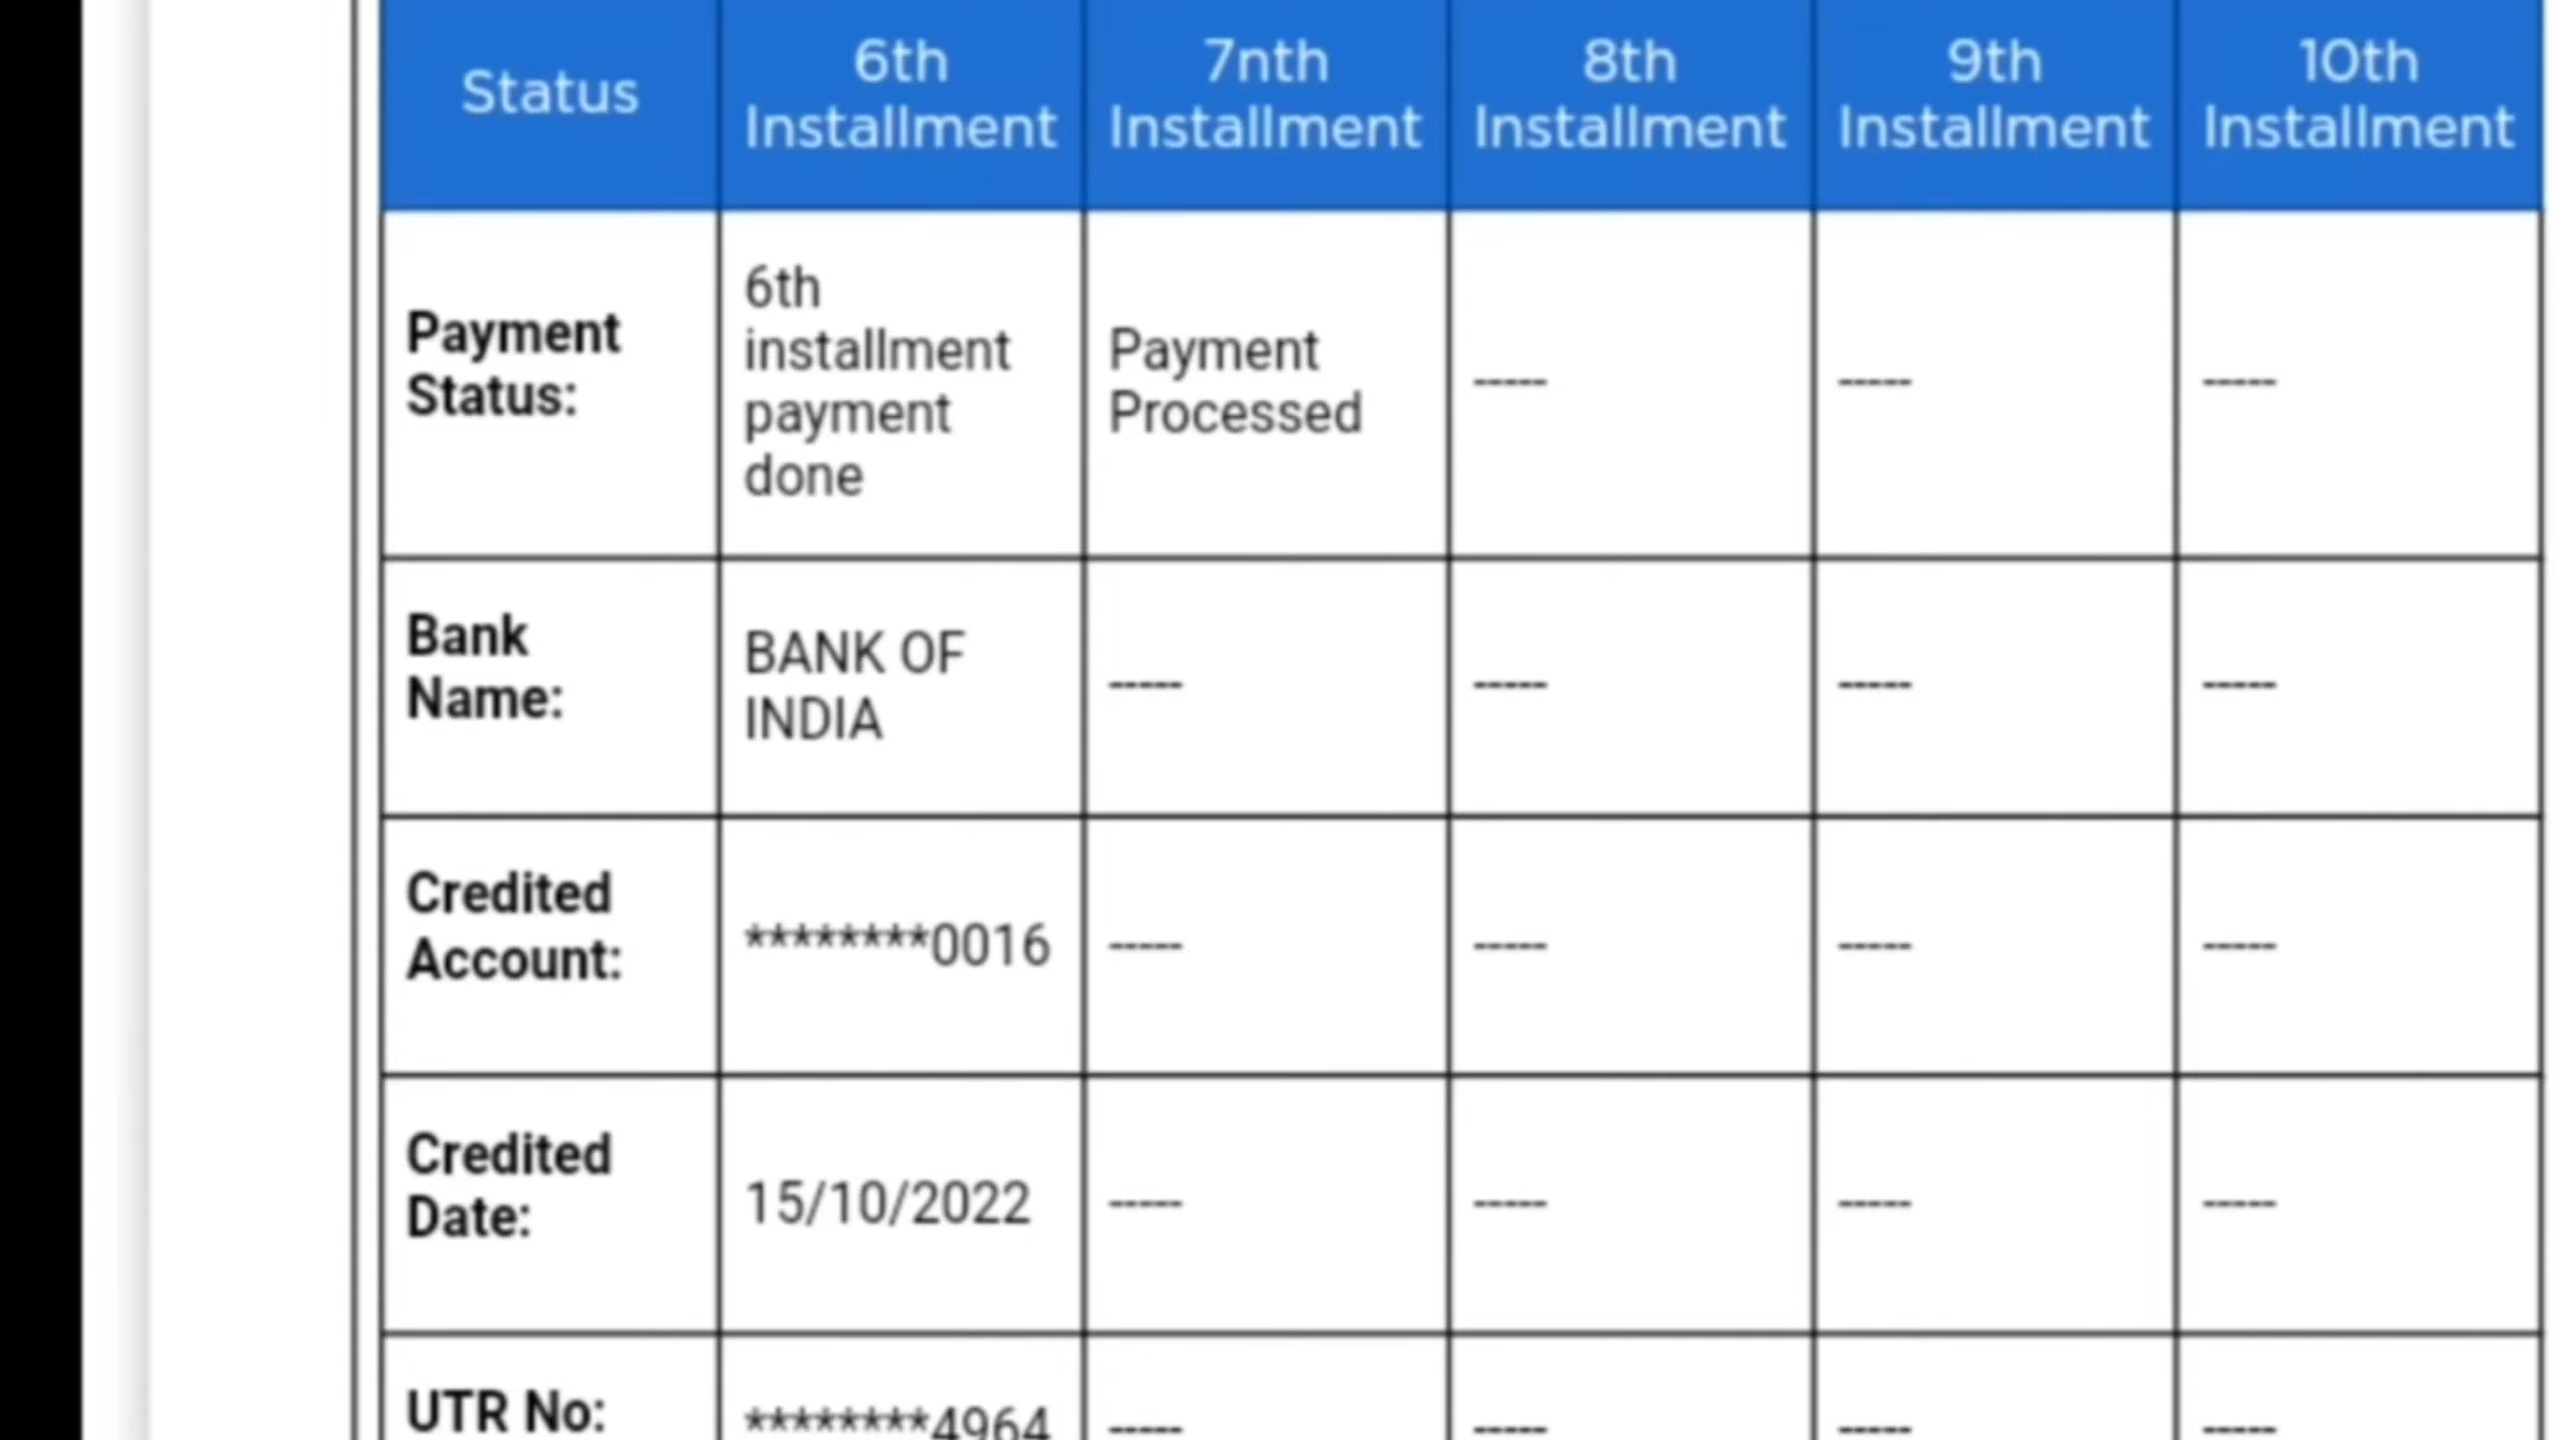 Status
6th
Installment
7nth
Installment
8th
Installment
9th
Installment
10th
Installment
Payment
Status:
6th
installment
payment
done
Payment
Processed
-----
-----
-----
Bank
Name:
BANK OF
INDIA
-----
-----
-----
-----
Credited
Account:
********0016
-----
-----
-----
-----
Credited
Date:
15/10/2022
-----
-----
-----
-----
UTR No:
********4964
-----
-----
-----
-----